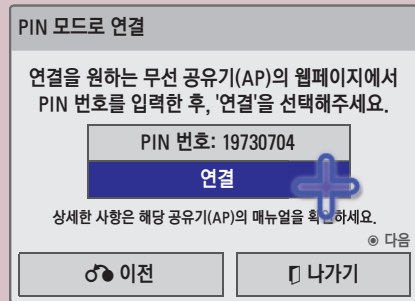 PIN 모드로 연결
연결을 원하는 무선 공유기(AP)의 웹페이지에서
PIN 번호를 입력한 후, '연결'을 선택해주세요.
PIN 번호: 19730704
연결
상세한 사항은 해당 공유기(AP)의 매뉴얼을 확인하세요.
◉ 다음
이전
나가기